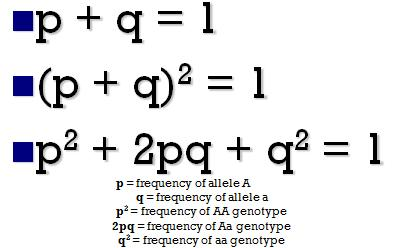 ■p + q = 1
■(p + q)² = 1
■p² + 2pq + q² = 1
p = frequency of allele A
q = frequency of allele a
p² = frequency of AA genotype
2pq = frequency of Aa genotype
q² = frequency of aa genotype